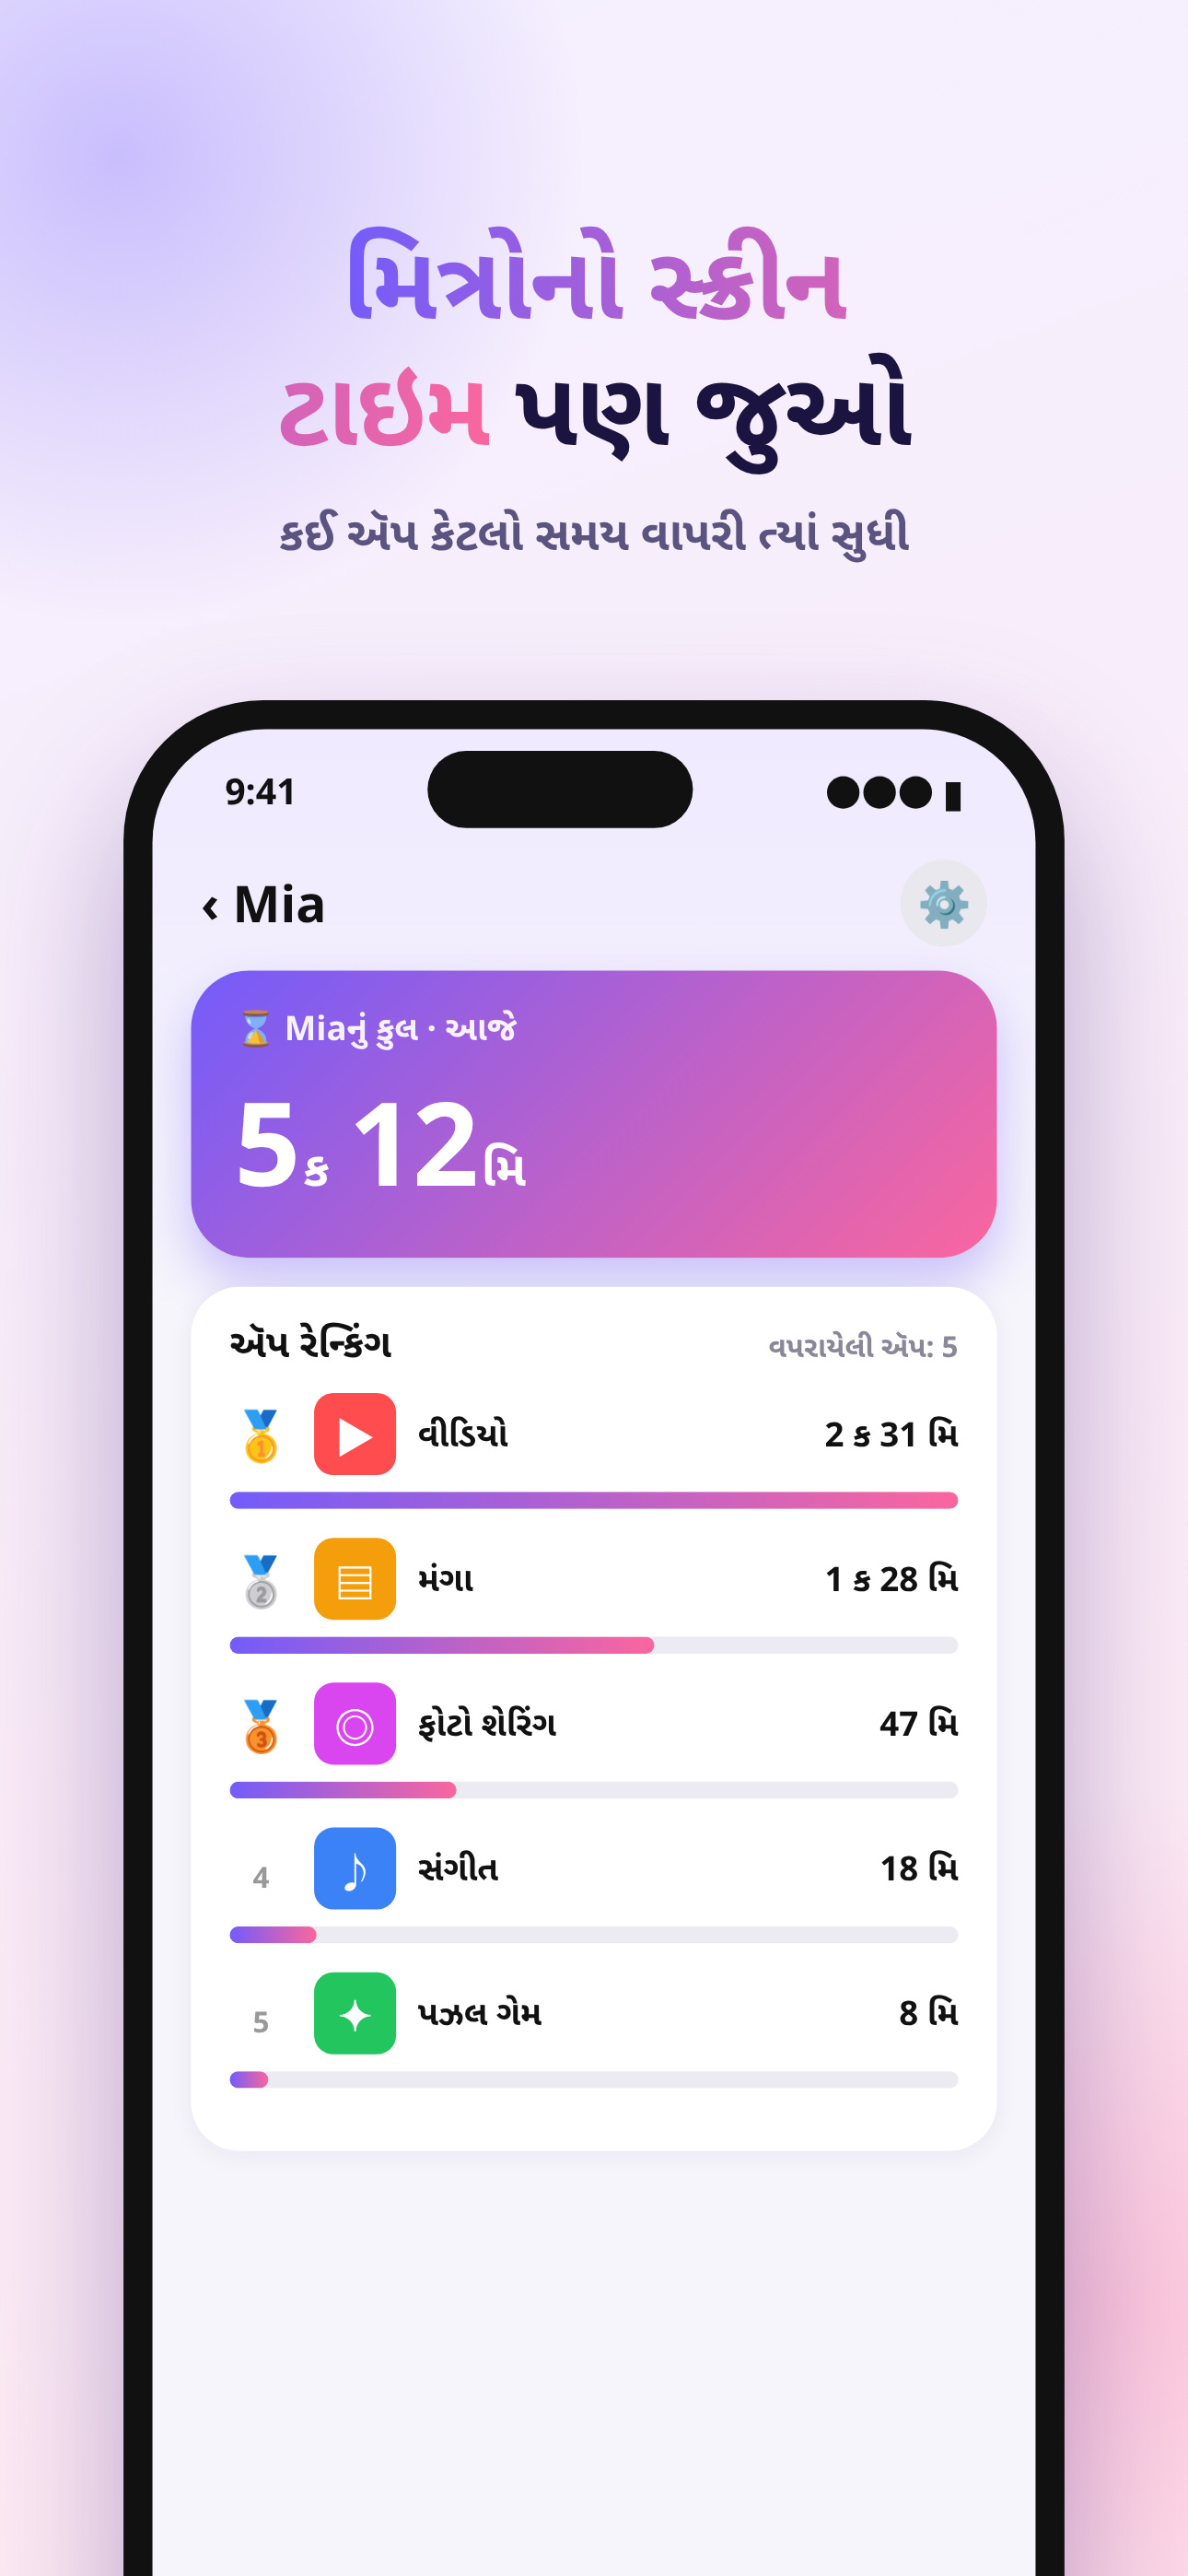 મિત્રોનો સ્ક્રીન
ટાઇમ પણ જુઓ
કઈ ઍપ કેટલો સમય વાપરી ત્યાં સુધી
9:41
‹ Mia
⌛ Miaનું કુલ · આજે
5ક 12મિ
ઍપ રેન્કિંગ
વપરાયેલી ઍપ: 5
વીડિયો
2 ક 31 મિ
મંગા
1 ક 28 મિ
ફોટો શેરિંગ
47 મિ
4
સંગીત
18 મિ
5
પઝલ ગેમ
8 મિ